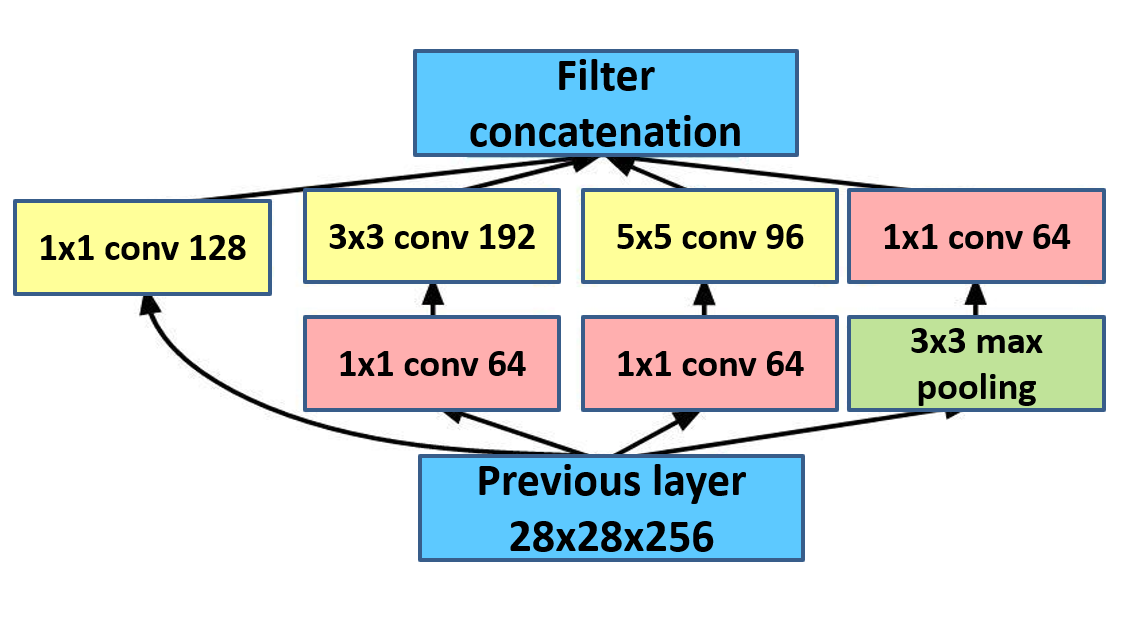 Filter
concatenation
1x1 conv 128
3x3 conv 192
5x5 conv 96
1x1 conv 64
1x1 conv 64
1x1 conv 64
3x3 max
pooling
Previous layer
28x28x256